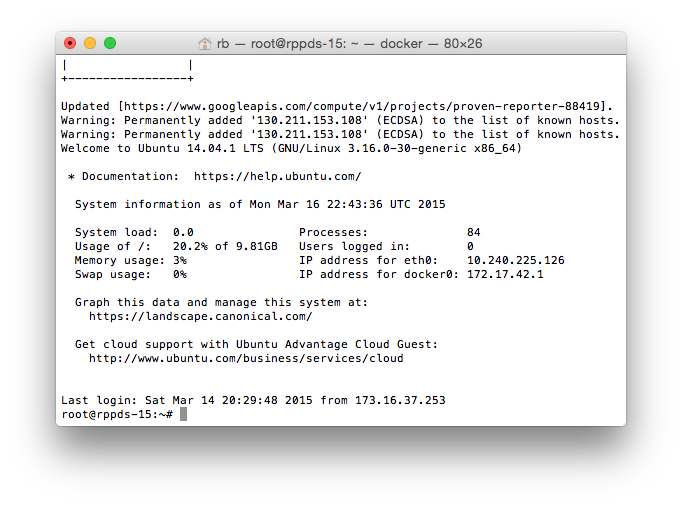 rb — root@rppds-15: ~ — docker — 80×26
|                 |
+-----------------+
Updated [https://www.googleapis.com/compute/v1/projects/proven-reporter-88419].
Warning: Permanently added '130.211.153.108' (ECDSA) to the list of known hosts.
Warning: Permanently added '130.211.153.108' (ECDSA) to the list of known hosts.
Welcome to Ubuntu 14.04.1 LTS (GNU/Linux 3.16.0-30-generic x86_64)
 * Documentation:  https://help.ubuntu.com/
  System information as of Mon Mar 16 22:43:36 UTC 2015
  System load:  0.0               Processes:              84
  Usage of /:   20.2% of 9.81GB   Users logged in:        0
  Memory usage: 3%                IP address for eth0:    10.240.225.126
  Swap usage:   0%                IP address for docker0: 172.17.42.1
  Graph this data and manage this system at:
    https://landscape.canonical.com/
  Get cloud support with Ubuntu Advantage Cloud Guest:
    http://www.ubuntu.com/business/services/cloud
Last login: Sat Mar 14 20:29:48 2015 from 173.16.37.253
root@rppds-15:~#